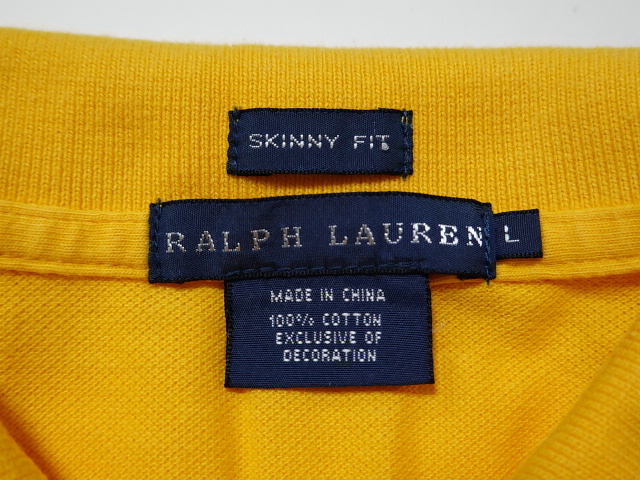 SKINNY FIT
RALPH LAUREN
L
MADE IN CHINA
100% COTTON
EXCLUSIVE OF
DECORATION